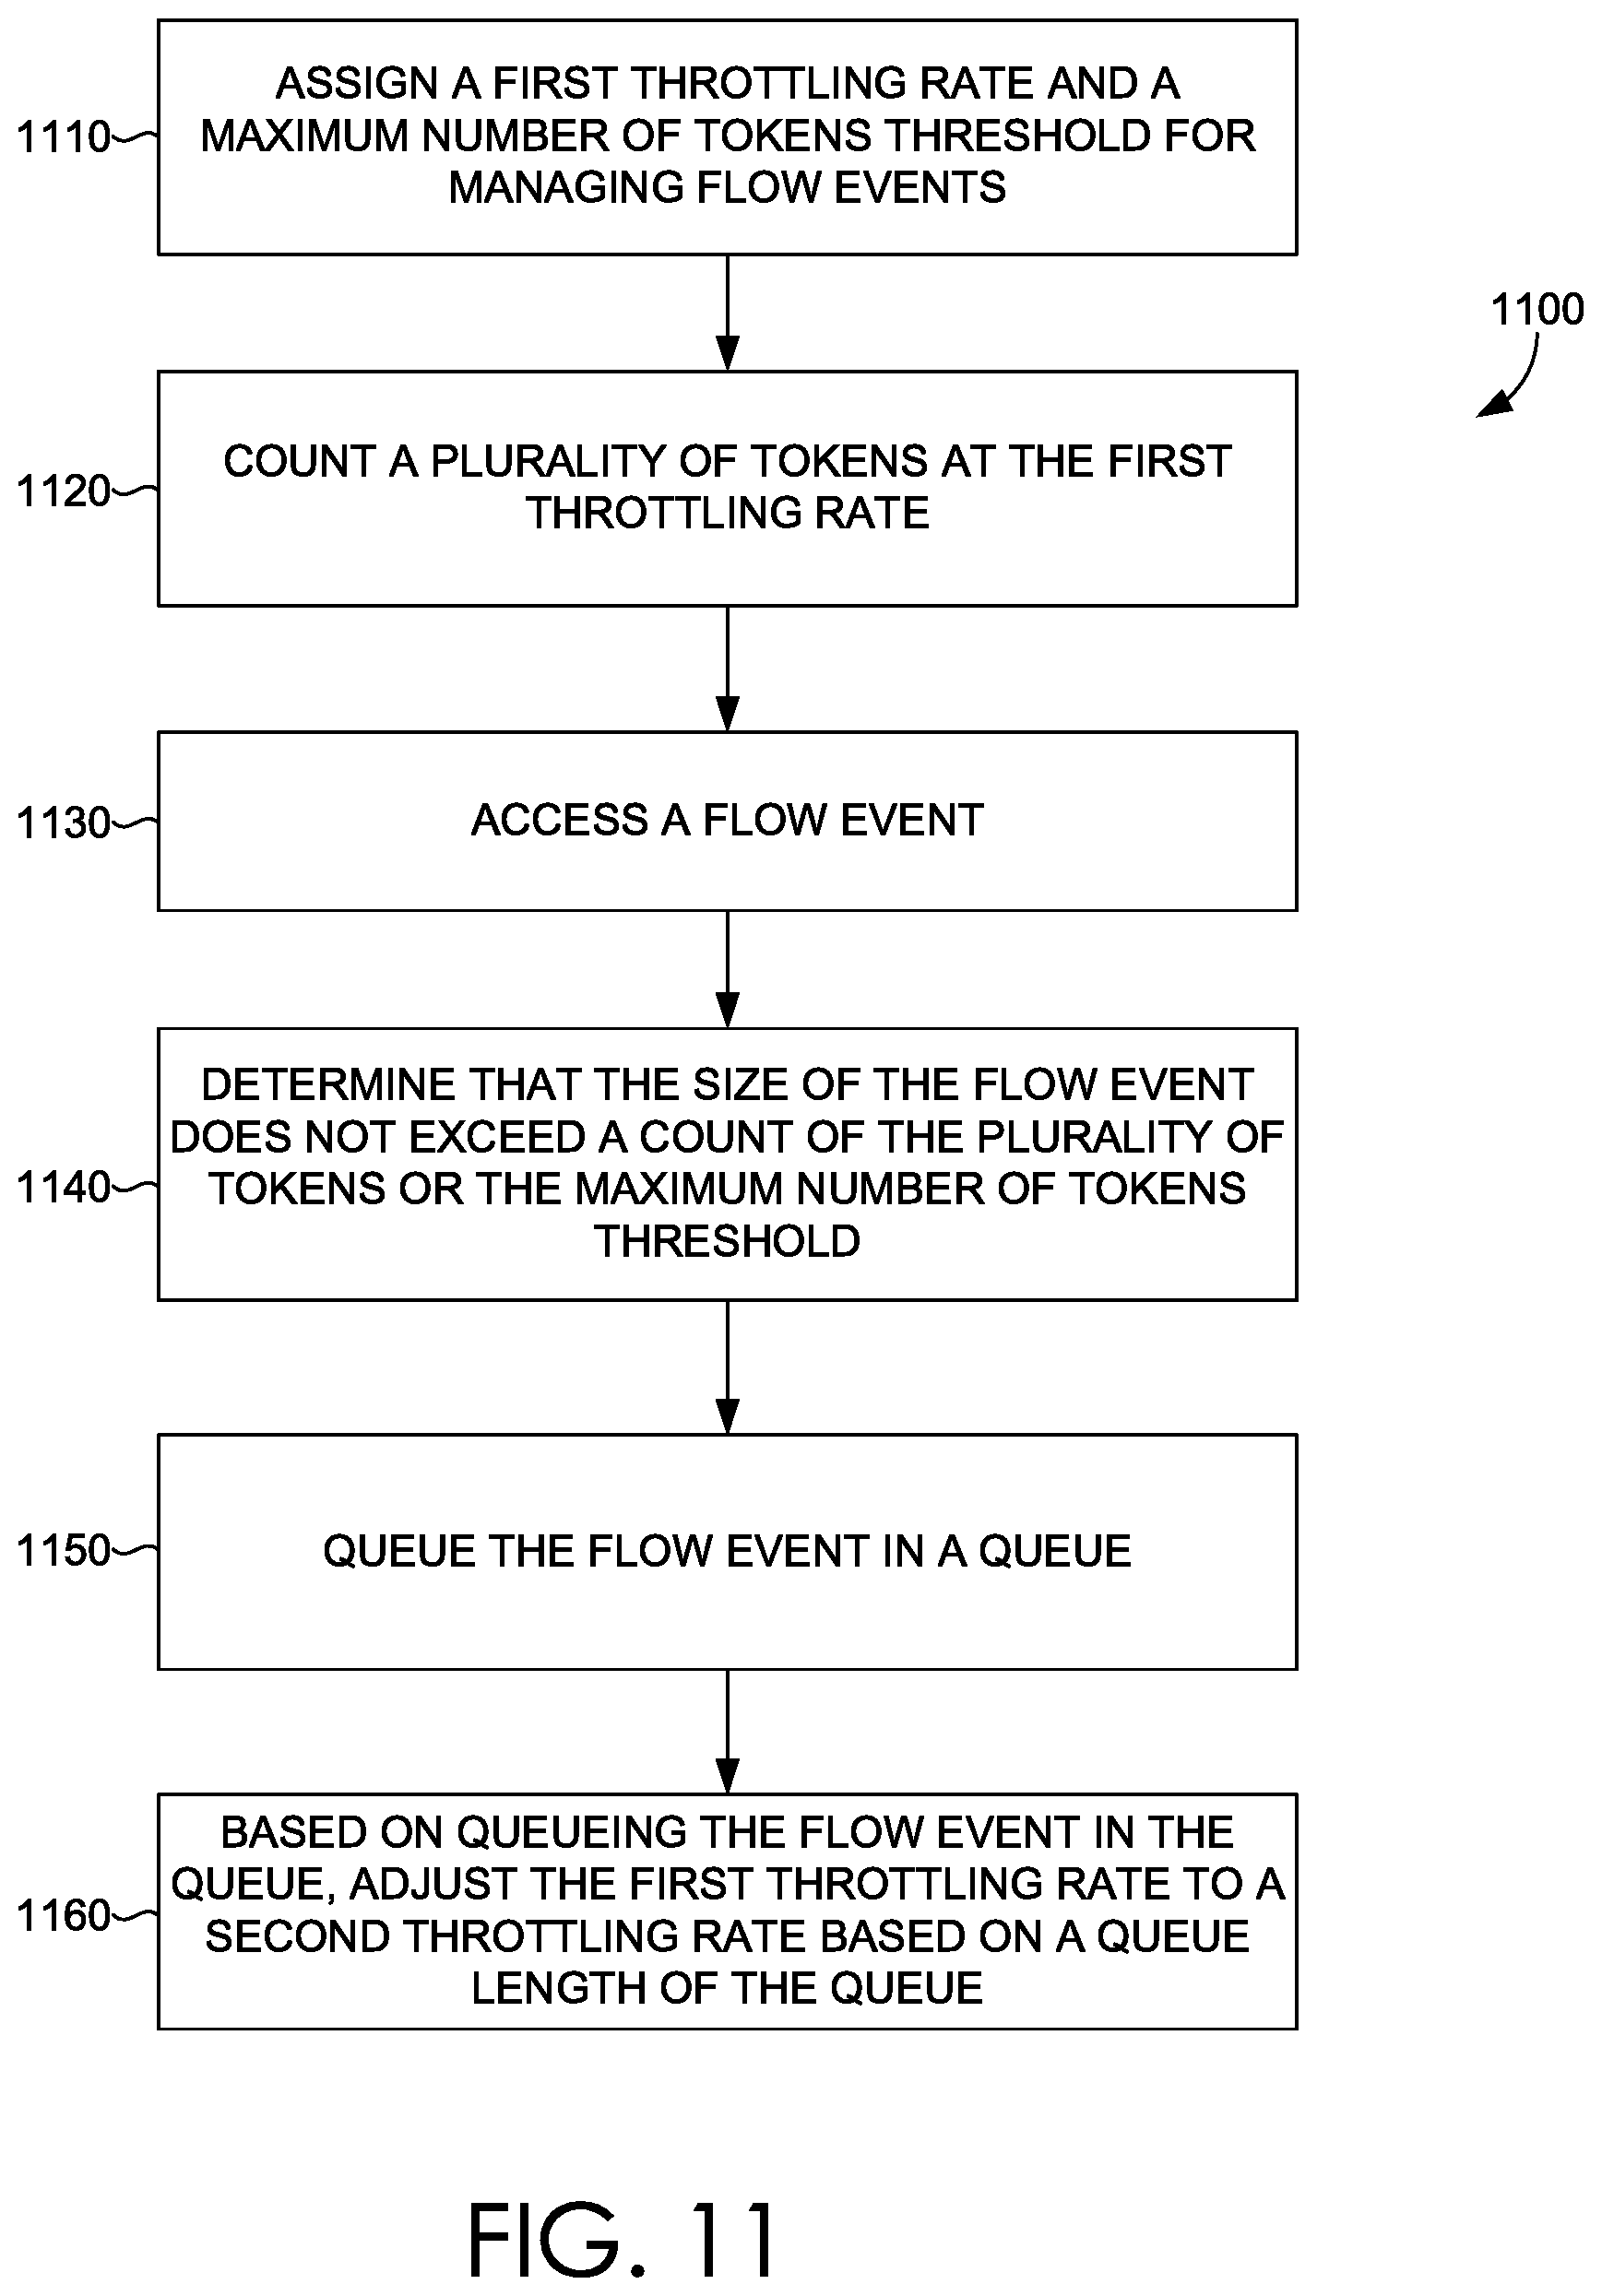 ASSIGN A FIRST THROTTLING RATE AND A
MAXIMUM NUMBER OF TOKENS THRESHOLD FOR
MANAGING FLOW EVENTS
1110
1100
COUNT A PLURALITY OF TOKENS AT THE FIRST
THROTTLING RATE
1120
ACCESS A FLOW EVENT
1130
DETERMINE THAT THE SIZE OF THE FLOW EVENT
DOES NOT EXCEED A COUNT OF THE PLURALITY OF
TOKENS OR THE MAXIMUM NUMBER OF TOKENS
THRESHOLD
1140
QUEUE THE FLOW EVENT IN A QUEUE
1150
BASED ON QUEUEING THE FLOW EVENT IN THE
QUEUE, ADJUST THE FIRST THROTTLING RATE TO A
SECOND THROTTLING RATE BASED ON A QUEUE
LENGTH OF THE QUEUE
1160
FIG. 11